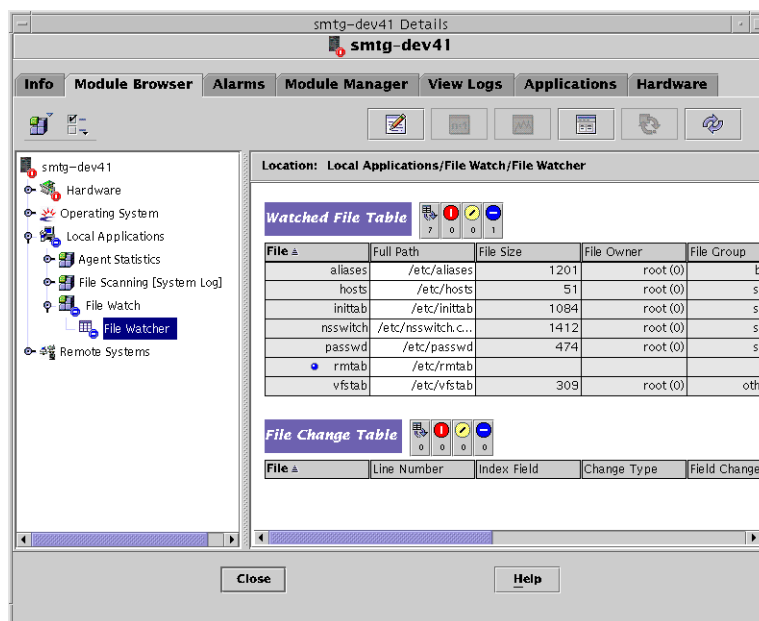 smtg-dev41 Details
smtg-dev41
Info Module Browser Alarms Module Manager View Logs Applications Hardware
smtg-dev41
Hardware
Operating System
Local Applications
Agent Statistics
File Scanning [System Log]
File Watch
File Watcher
Remote Systems
Location: Local Applications/File Watch/File Watcher
Watched File Table
7 0 0 1
File Full Path File Size File Owner File Group
aliases /etc/aliases 1201 root (0) b
hosts /etc/hosts 51 root (0) s
inittab /etc/inittab 1084 root (0) s
nsswitch /etc/nsswitch.c... 1412 root (0) s
passwd /etc/passwd 474 root (0) s
rmtab /etc/rmtab
vfstab /etc/vfstab 309 root (0) oth
File Change Table
0 0 0 0
File Line Number Index Field Change Type Field Change
Close Help